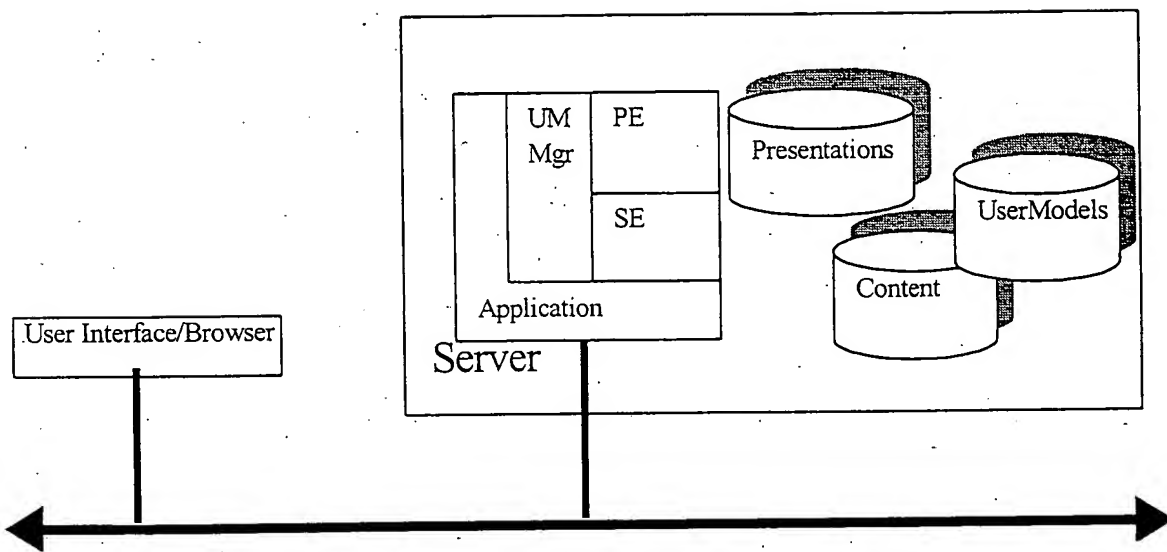 UM
Mgr
PE
SE
Application
Server
Presentations
UserModels
Content
User Interface/Browser